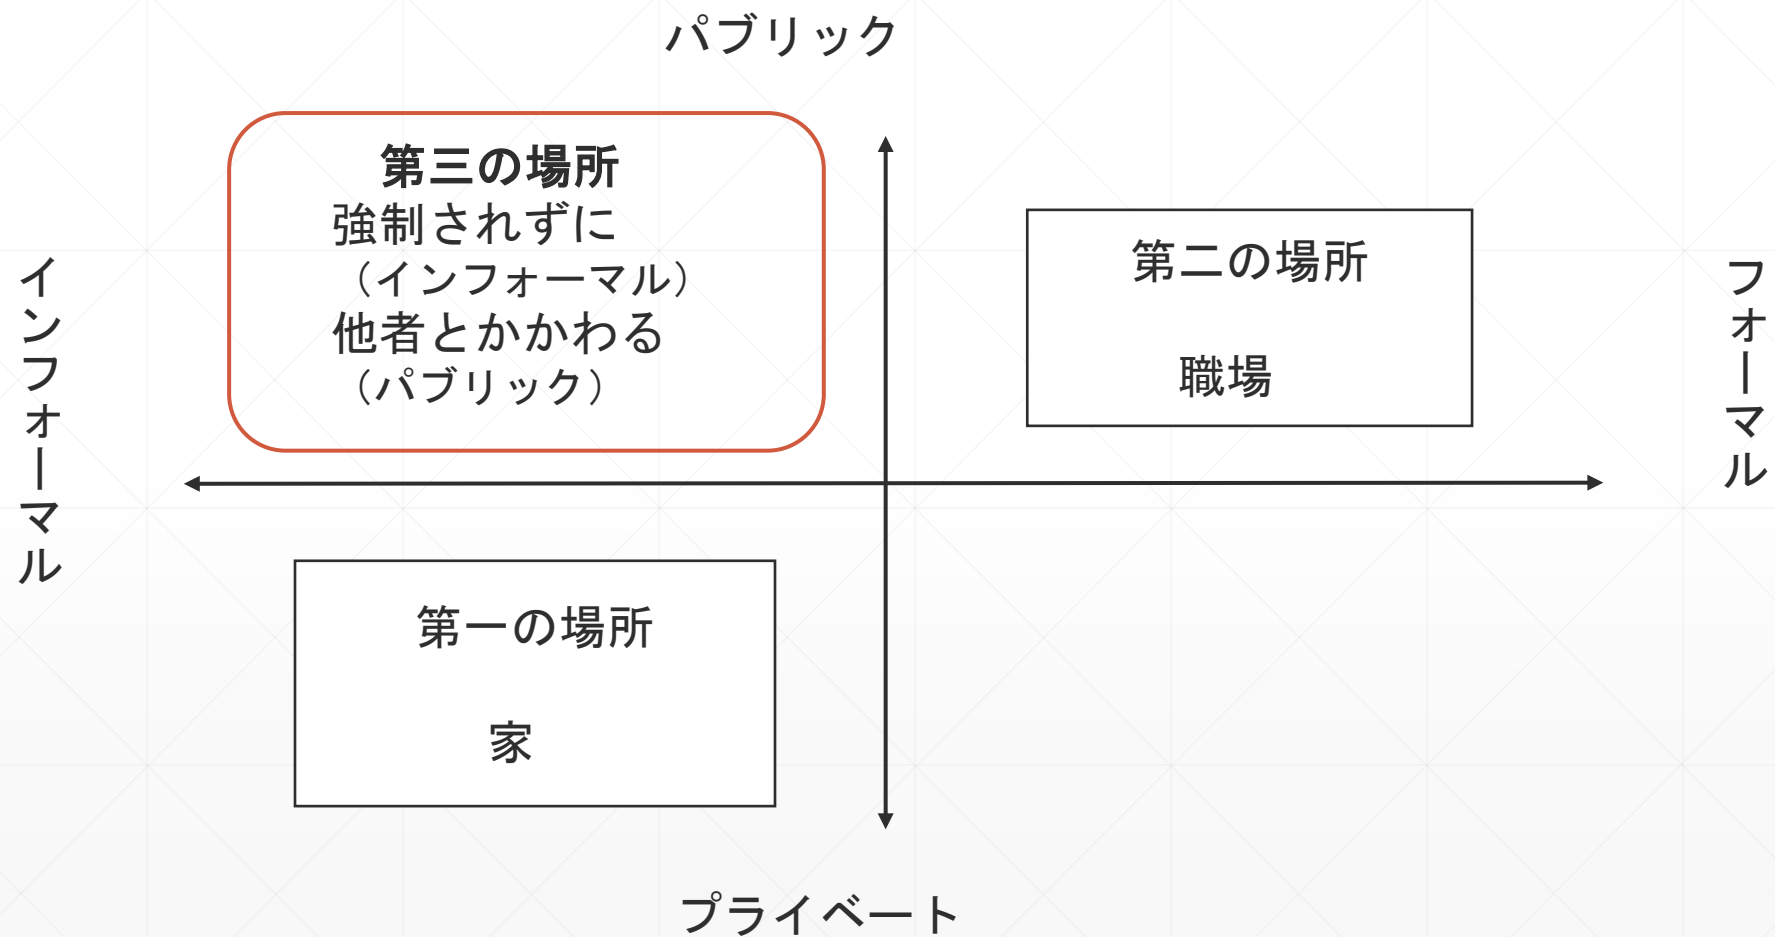 パブリック
第三の場所
強制されずに
（インフォーマル）
他者とかかわる
（パブリック）
第二の場所
職場
インフォーマル
フォーマル
第一の場所
家
プライベート